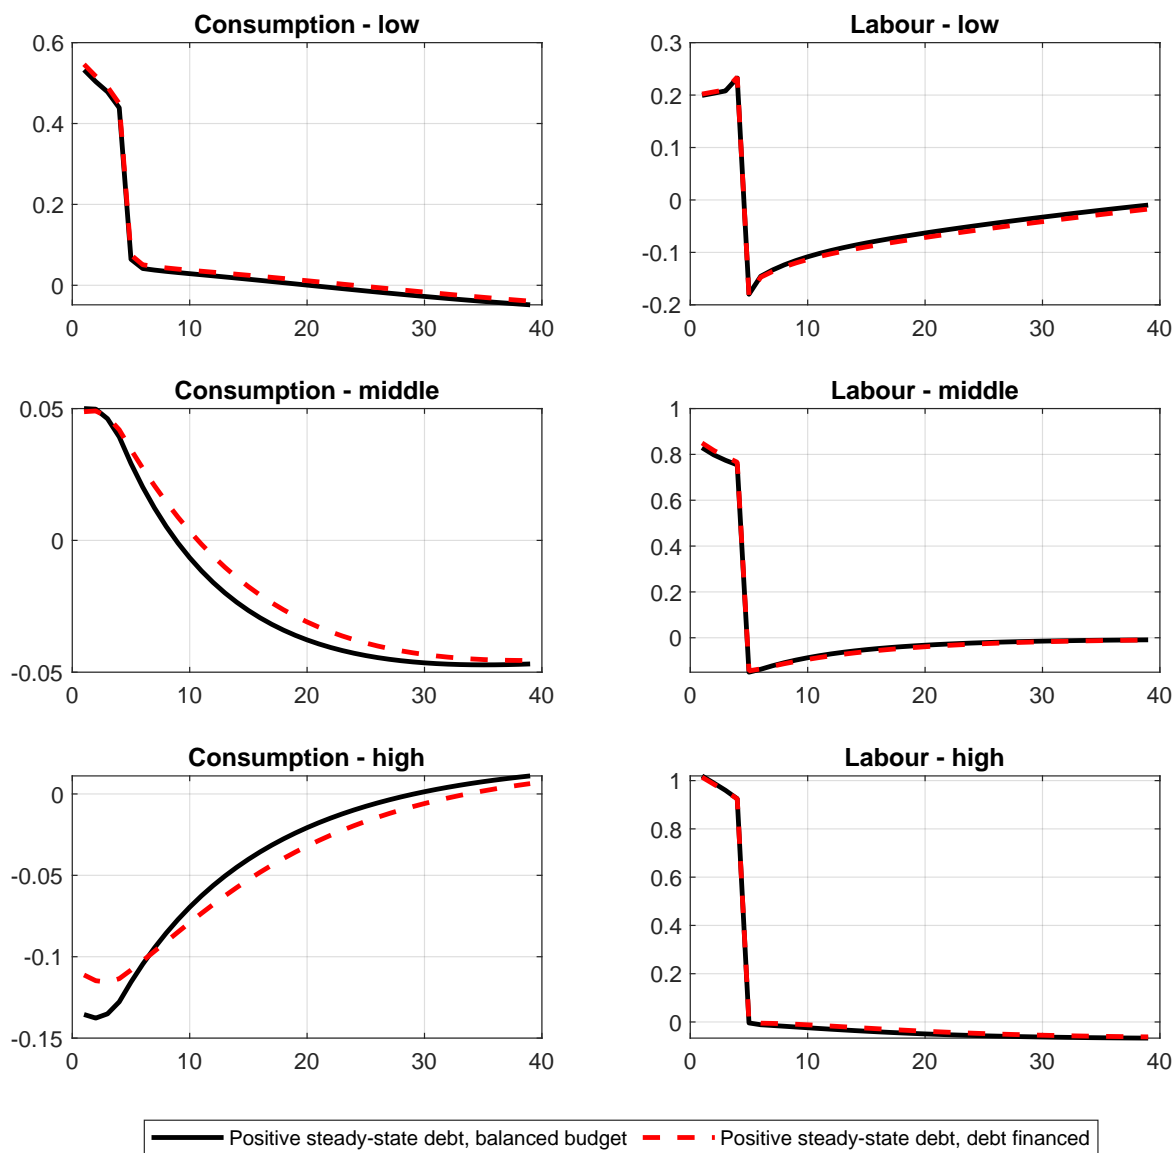 Consumption - low
0.6
0.4
0.2
0
0 10 20 30 40
Labour - low
0.3
0.2
0.1
0
-0.1
-0.2
0 10 20 30 40
Consumption - middle
0.05
0
-0.05
0 10 20 30 40
Labour - middle
1
0.8
0.6
0.4
0.2
0
0 10 20 30 40
Consumption - high
0
-0.05
-0.1
-0.15
0 10 20 30 40
Labour - high
1
0.8
0.6
0.4
0.2
0
0 10 20 30 40
Positive steady-state debt, balanced budget Positive steady-state debt, debt financed